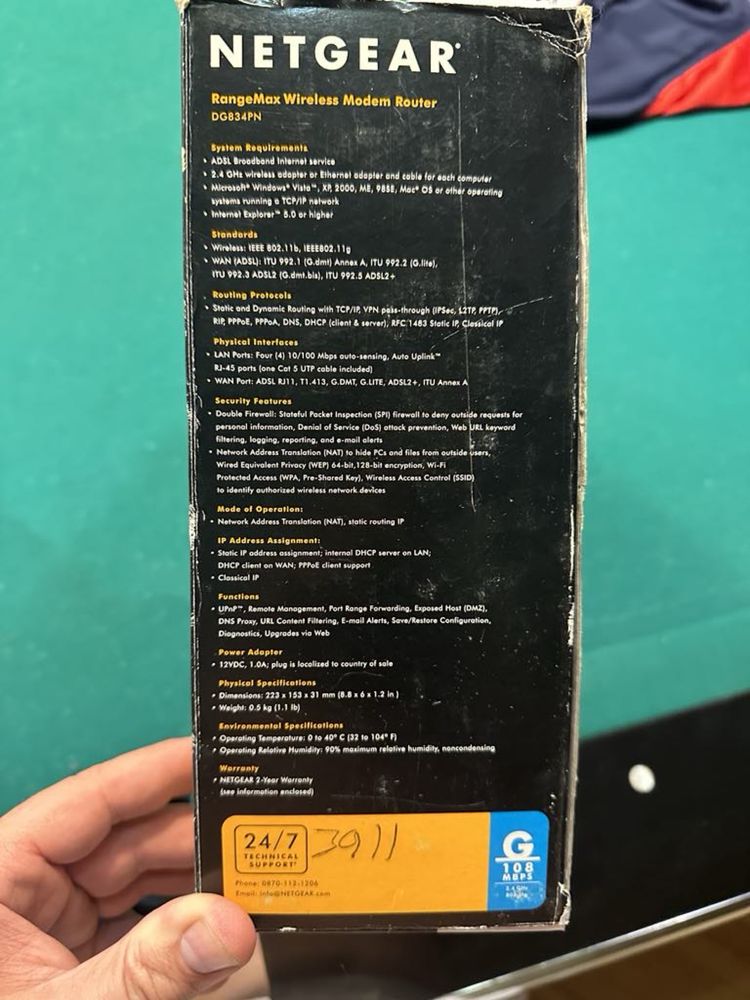 NETGEAR®
RangeMax Wireless Modem Router
DG834PN
System Requirements
• ADSL Broadband Internet service
• 2.4 GHz wireless adapter or Ethernet adapter and cable for each computer
• Microsoft® Windows® Vista™, XP, 2000, ME, 98SE, Mac® OS or other operating
systems running a TCP/IP network
• Internet Explorer™ 5.0 or higher
Standards
• Wireless: IEEE 802.11b, IEEE802.11g
• WAN (ADSL): ITU 992.1 (G.dmt) Annex A, ITU 992.2 (G.lite),
ITU 992.3 ADSL2 (G.dmt.bis), ITU 992.5 ADSL2+
Routing Protocols
• Static and Dynamic Routing with TCP/IP, VPN pass-through (IPSec, L2TP, PPTP),
RIP, PPPoE, PPPoA, DNS, DHCP (client & server), RFC 1483 Static IP, Classical IP
Physical Interfaces
• LAN Ports: Four (4) 10/100 Mbps auto-sensing, Auto Uplink™
RJ-45 ports (one Cat 5 UTP cable included)
• WAN Port: ADSL RJ11, T1.413, G.DMT, G.LITE, ADSL2+, ITU Annex A
Security Features
• Double Firewall: Stateful Packet Inspection (SPI) firewall to deny outside requests for
personal information, Denial of Service (DoS) attack prevention, Web URL keyword
filtering, logging, reporting, and e-mail alerts
• Network Address Translation (NAT) to hide PCs and files from outside users,
Wired Equivalent Privacy (WEP) 64-bit,128-bit encryption, Wi-Fi
Protected Access (WPA, Pre-Shared Key), Wireless Access Control (SSID)
to identify authorized wireless network devices
Mode of Operation:
• Network Address Translation (NAT), static routing IP
IP Address Assignment:
• Static IP address assignment; internal DHCP server on LAN;
DHCP client on WAN; PPPoE client support
• Classical IP
Functions
• UPnP™, Remote Management, Port Range Forwarding, Exposed Host (DMZ),
DNS Proxy, URL Content Filtering, E-mail Alerts, Save/Restore Configuration,
Diagnostics, Upgrades via Web
Power Adapter
• 12VDC, 1.0A; plug is localized to country of sale
Physical Specifications
• Dimensions: 223 x 153 x 31 mm (8.8 x 6 x 1.2 in)
• Weight: 0.5 kg (1.1 lb)
Environmental Specifications
• Operating Temperature: 0 to 40° C (32 to 104° F)
• Operating Relative Humidity: 90% maximum relative humidity, noncondensing
Warranty
• NETGEAR 2-Year Warranty
(see information enclosed)
24/7
TECHNICAL
SUPPORT*
3911
Phone: 0870-112-1206
Email: info@NETGEAR.com
G
108
MBPS
2.4 GHz